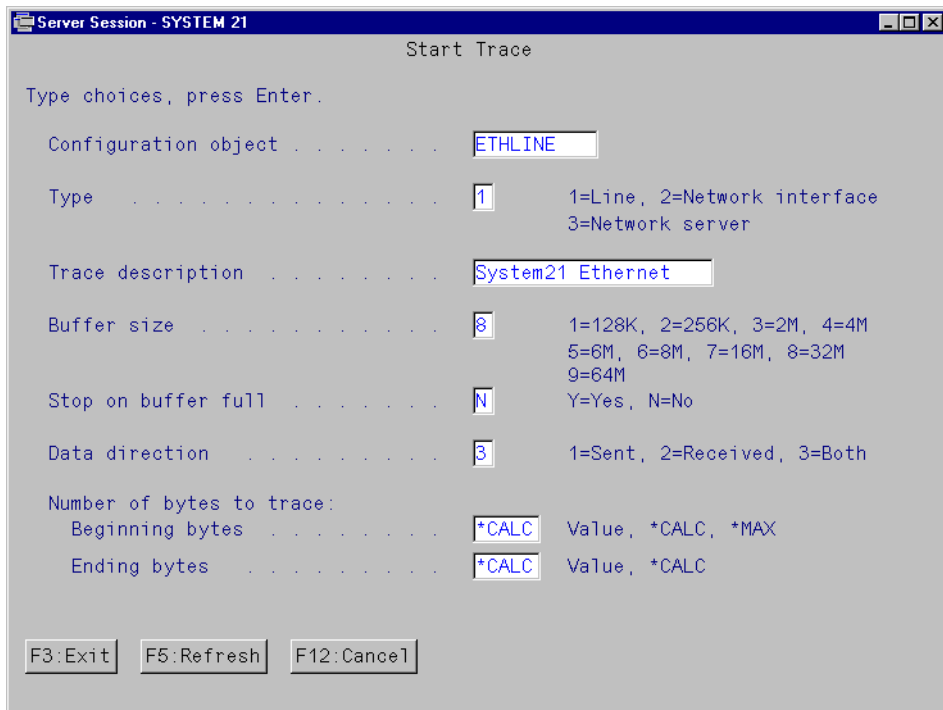 Server Session - SYSTEM 21
Start Trace
Type choices, press Enter.
Configuration object . . . . . . . ETHLINE
Type . . . . . . . . . . . . . . 1 1=Line, 2=Network interface
3=Network server
Trace description . . . . . . . . System21 Ethernet
Buffer size . . . . . . . . . . . 8 1=128K, 2=256K, 3=2M, 4=4M
5=6M, 6=8M, 7=16M, 8=32M
9=64M
Stop on buffer full . . . . . . . N Y=Yes, N=No
Data direction . . . . . . . . . 3 1=Sent, 2=Received, 3=Both
Number of bytes to trace:
Beginning bytes . . . . . . . . *CALC Value, *CALC, *MAX
Ending bytes . . . . . . . . . *CALC Value, *CALC
F3:Exit F5:Refresh F12:Cancel